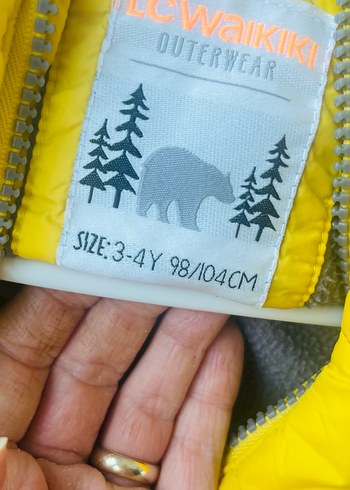 LCWAIKIKI
OUTERWEAR
SIZE: 3-4Y 98/104CM